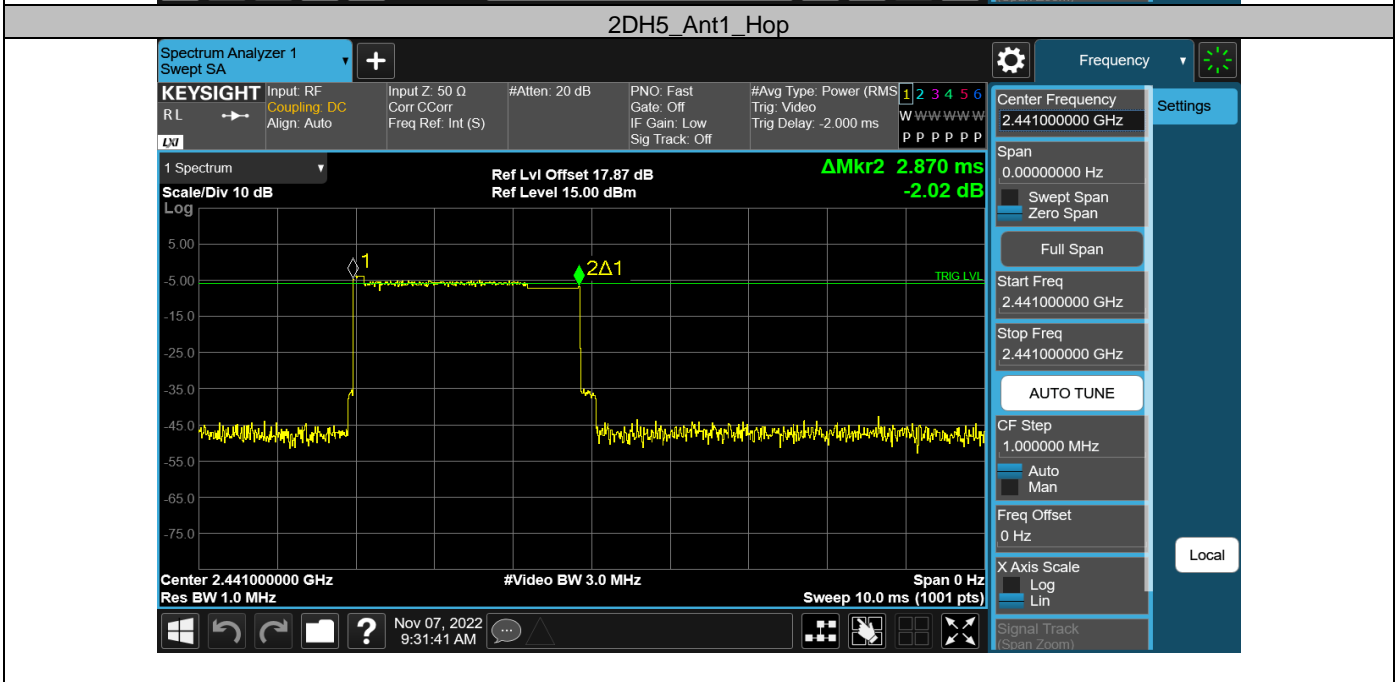 2DH5_Ant1_Hop
Spectrum Analyzer 1
Swept SA
Frequency
KEYSIGHT
RL
LXI
Input: RF
Coupling: DC
Align: Auto
Input Z: 50 Ω
Corr CCorr
Freq Ref: Int (S)
#Atten: 20 dB
PNO: Fast
Gate: Off
IF Gain: Low
Sig Track: Off
#Avg Type: Power (RMS
Trig: Video
Trig Delay: -2.000 ms
1 2 3 4 5 6
W W W W W W
P P P P P P
1 Spectrum
Scale/Div 10 dB
Log
Ref Lvl Offset 17.87 dB
Ref Level 15.00 dBm
ΔMkr2 2.870 ms
-2.02 dB
5.00
-5.00
-15.0
-25.0
-35.0
-45.0
-55.0
-65.0
-75.0
1
2Δ1
TRIG LVL
Center 2.441000000 GHz
Res BW 1.0 MHz
#Video BW 3.0 MHz
Span 0 Hz
Sweep 10.0 ms (1001 pts)
Nov 07, 2022
9:31:41 AM
Center Frequency
2.441000000 GHz
Settings
Span
0.00000000 Hz
Swept Span
Zero Span
Full Span
Start Freq
2.441000000 GHz
Stop Freq
2.441000000 GHz
AUTO TUNE
CF Step
1.000000 MHz
Auto
Man
Freq Offset
0 Hz
X Axis Scale
Log
Lin
Local
Signal Track
(Span Zoom)